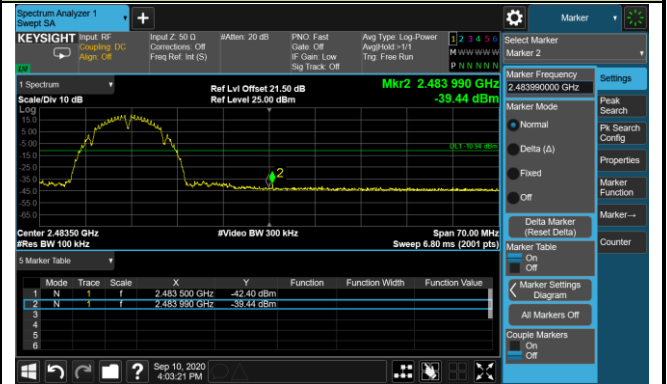 Spectrum Analyzer 1
Swept SA
Marker
KEYSIGHT
Input: RF
Coupling: DC
Align: Off
Input Z: 50 Ω
Corrections: Off
Freq Ref: Int (S)
#Atten: 20 dB
PNO: Fast
Gate: Off
IF Gain: Low
Sig Track: Off
Avg Type: Log-Power
Avg|Hold:>1/1
Trig: Free Run
1 2 3 4 5 6
M W W W W W
P N N N N N
Select Marker
Marker 2
1 Spectrum
Scale/Div 10 dB
Ref Lvl Offset 21.50 dB
Ref Level 25.00 dBm
Mkr2 2.483 990 GHz
-39.44 dBm
Log
15.0
5.00
-5.00
-15.0
-25.0
-35.0
-45.0
-55.0
-65.0
DL1 -10.94 dBm
2
Center 2.48350 GHz
#Res BW 100 kHz
#Video BW 300 kHz
Span 70.00 MHz
Sweep 6.80 ms (2001 pts)
5 Marker Table
Mode Trace Scale X Y Function Function Width Function Value
1 N 1 f 2.483 500 GHz -42.40 dBm
2 N 1 f 2.483 990 GHz -39.44 dBm
3
4
5
6
Marker Frequency
2.483990000 GHz
Marker Mode
Normal
Delta (Δ)
Fixed
Off
Delta Marker
(Reset Delta)
Marker Table
On
Off
Marker Settings
Diagram
All Markers Off
Couple Markers
On
Off
Settings
Peak
Search
Pk Search
Config
Properties
Marker
Function
Marker→
Counter
Sep 10, 2020
4:03:21 PM